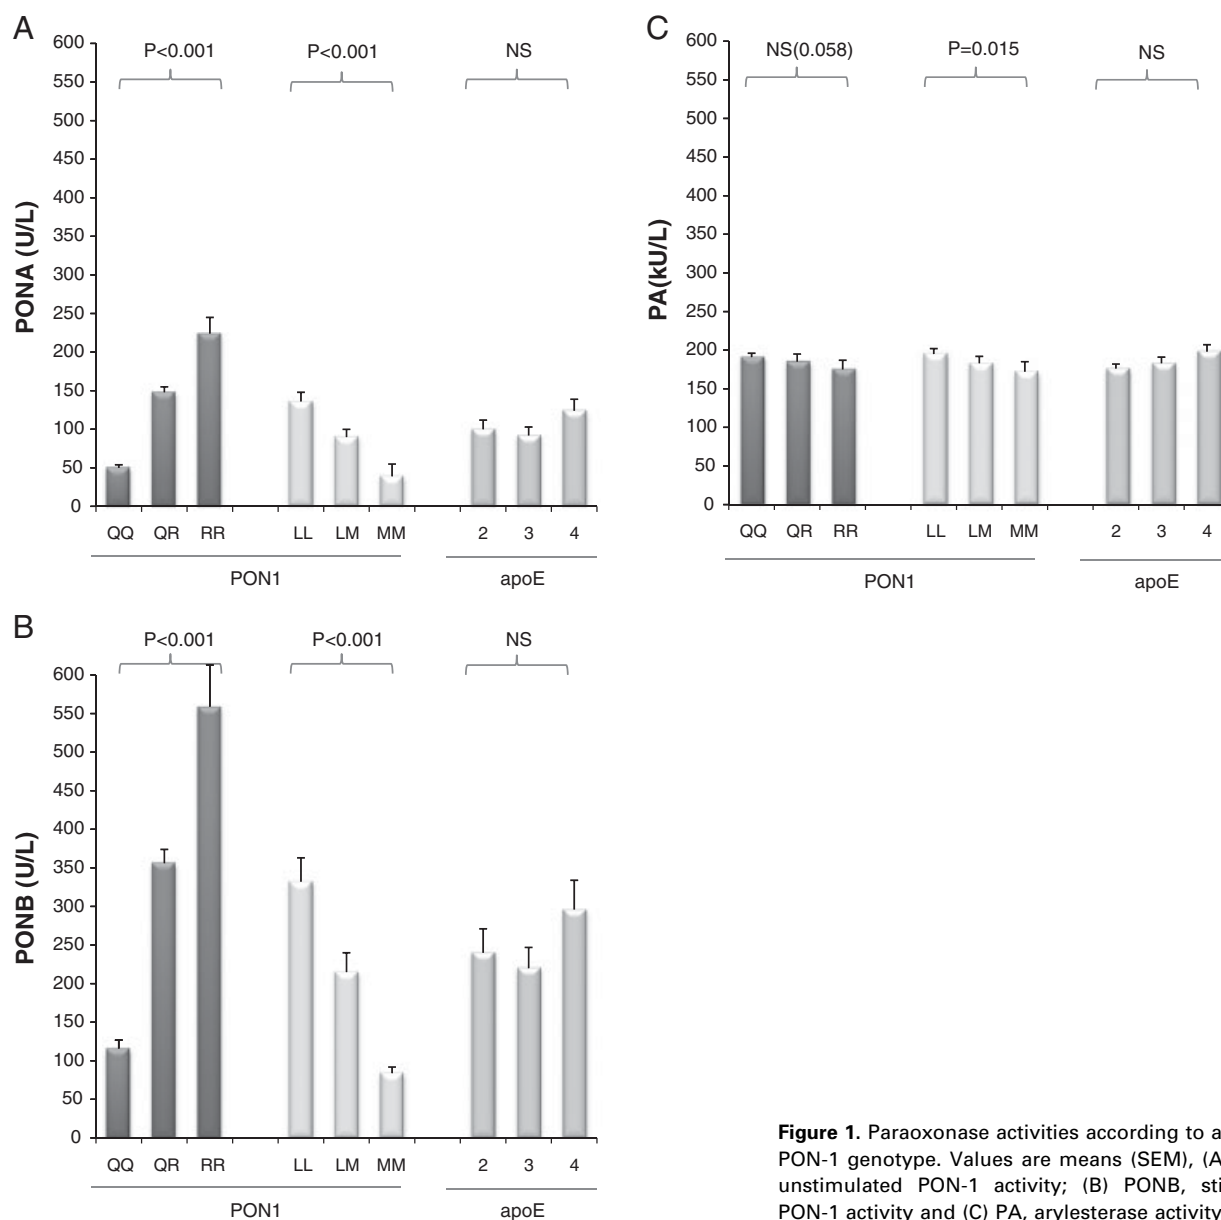 A
P<0.001 P<0.001 NS
600
550
500
450
400
350
300
250
200
150
100
50
0
PONA (U/L)
QQ QR RR LL LM MM 2 3 4
PON1 apoE
C
NS(0.058) P=0.015 NS
600
550
500
450
400
350
300
250
200
150
100
50
0
PA(kU/L)
QQ QR RR LL LM MM 2 3 4
PON1 apoE
B
P<0.001 P<0.001 NS
600
550
500
450
400
350
300
250
200
150
100
50
0
PONB (U/L)
QQ QR RR LL LM MM 2 3 4
PON1 apoE
Figure 1. Paraoxonase activities according to a
PON-1 genotype. Values are means (SEM), (A
unstimulated PON-1 activity; (B) PONB, sti
PON-1 activity and (C) PA, arylesterase activity